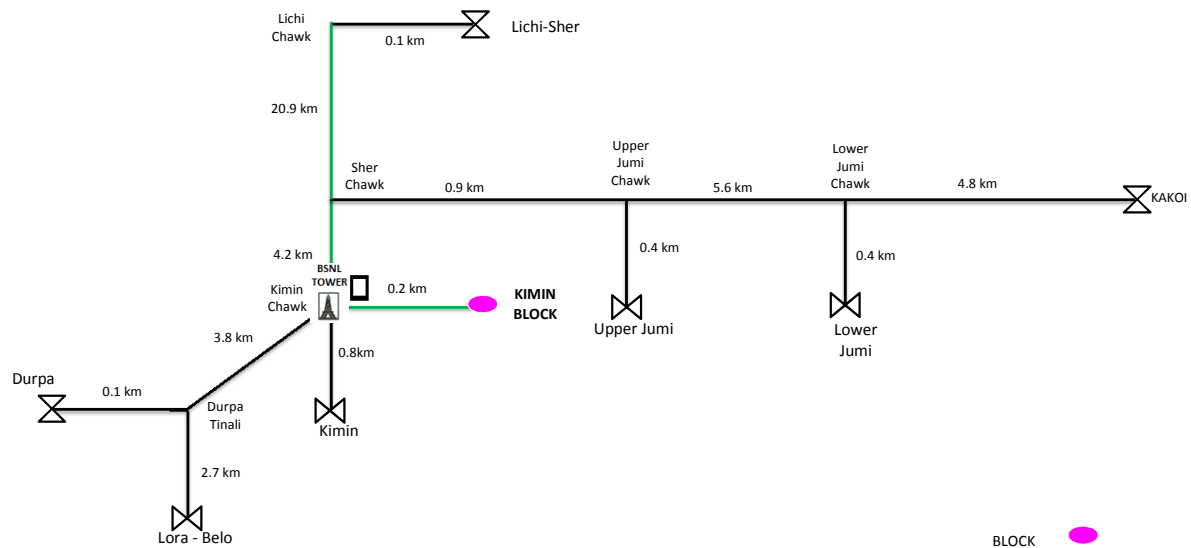 Lichi
Chawk
0.1 km
Lichi-Sher
20.9 km
Sher
Chawk
0.9 km
Upper
Jumi
Chawk
5.6 km
Lower
Jumi
Chawk
4.8 km
KAKOI
0.4 km
Upper Jumi
0.4 km
Lower
Jumi
4.2 km
BSNL
TOWER
Kimin
Chawk
0.2 km
KIMIN
BLOCK
3.8 km
0.8km
Kimin
Durpa
0.1 km
Durpa
Tinali
2.7 km
Lora - Belo
BLOCK